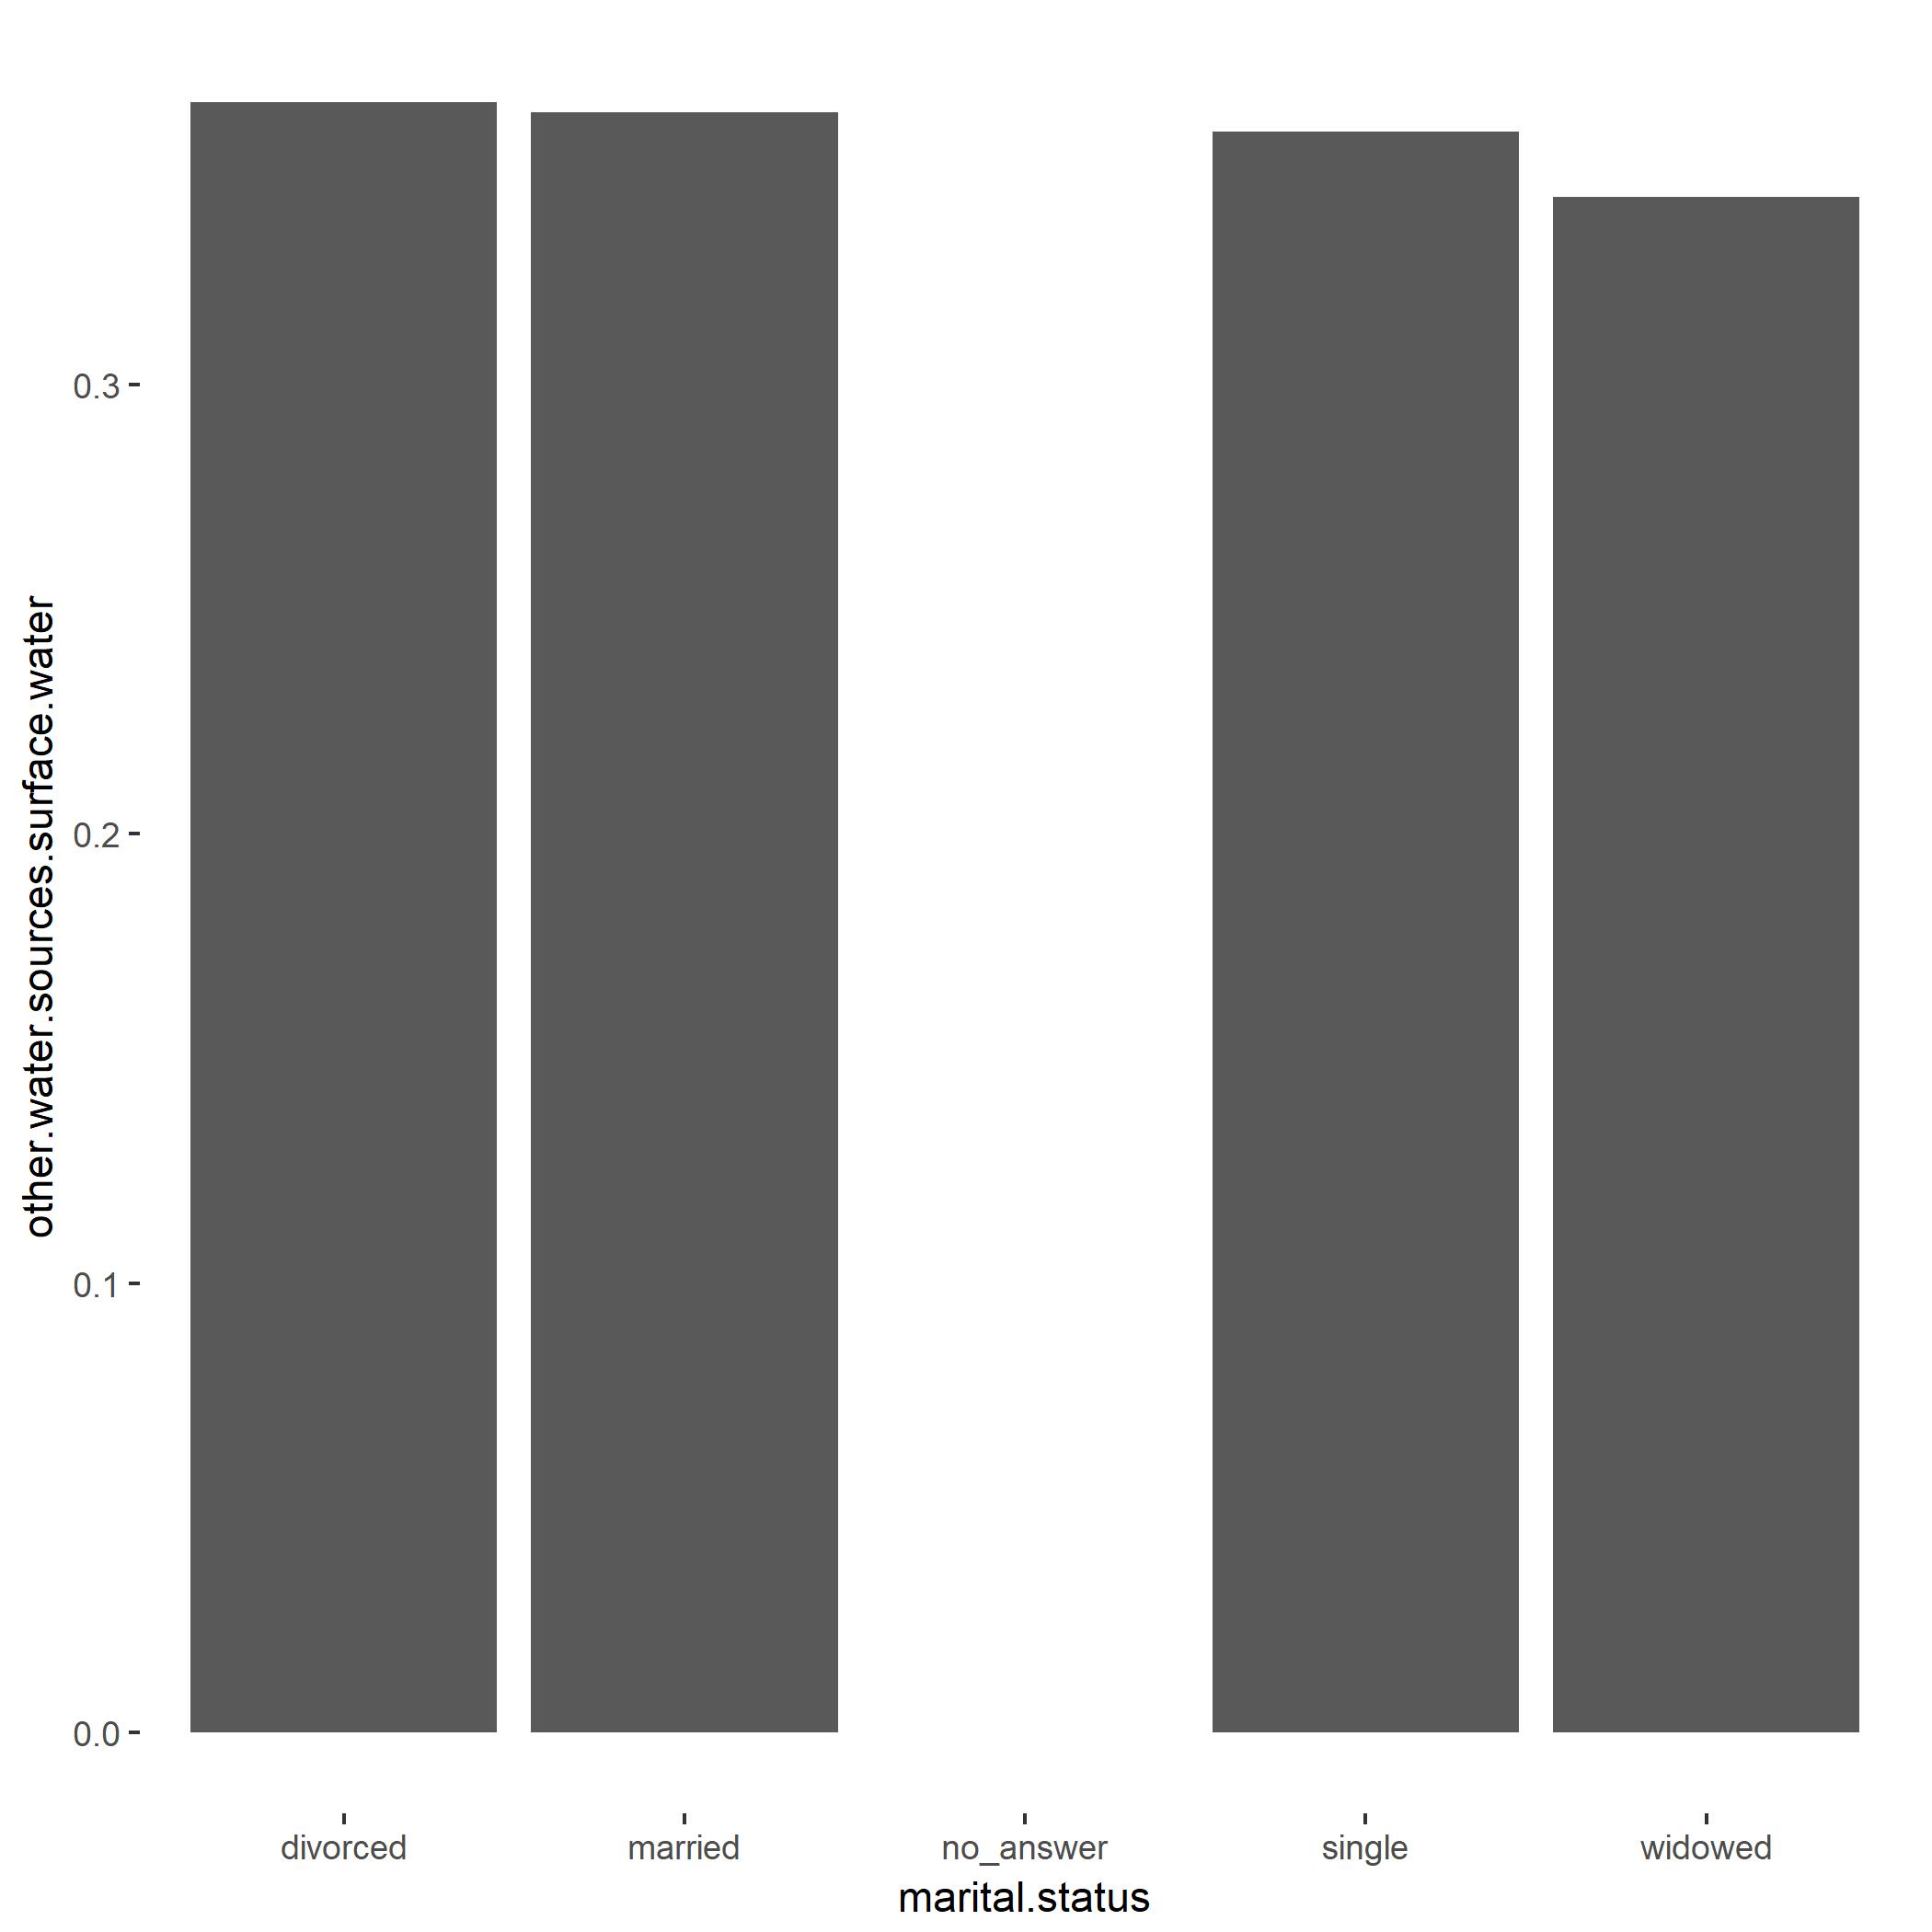 other.water.sources.surface.water
0.3
0.2
0.1
0.0
divorced married no_answer single widowed
marital.status